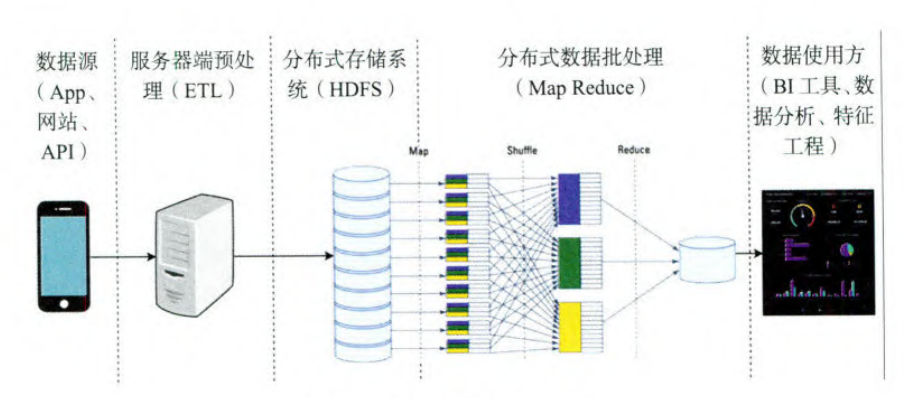 数据源
（App、
网站、
API）
服务器端预处
理（ETL）
分布式存储系
统（HDFS）
分布式数据批处理
（Map Reduce）
数据使用方
（BI 工具、数
据分析、特征
工程）
Map
Shuffle
Reduce